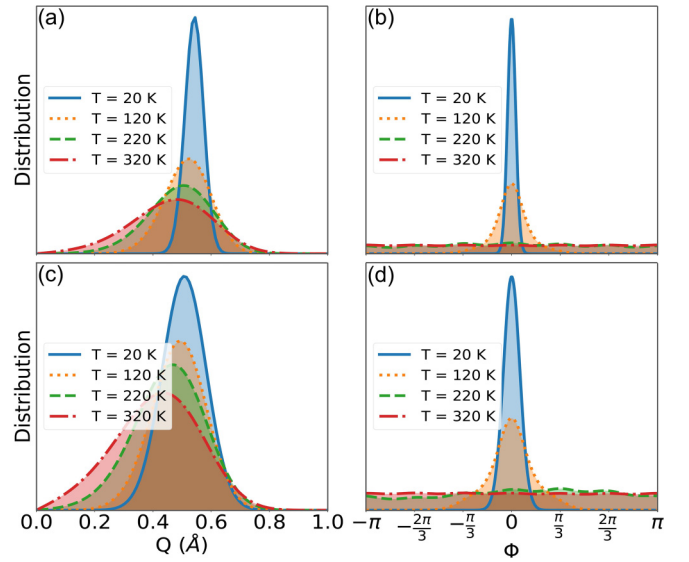 (a)
Distribution
T = 20 K
T = 120 K
T = 220 K
T = 320 K
(b)
T = 20 K
T = 120 K
T = 220 K
T = 320 K
(c)
Distribution
T = 20 K
T = 120 K
T = 220 K
T = 320 K
0.0 0.2 0.4 0.6 0.8 1.0
Q (Å)
(d)
T = 20 K
T = 120 K
T = 220 K
T = 320 K
−π −2π/3 −π/3 0 π/3 2π/3 π
Φ